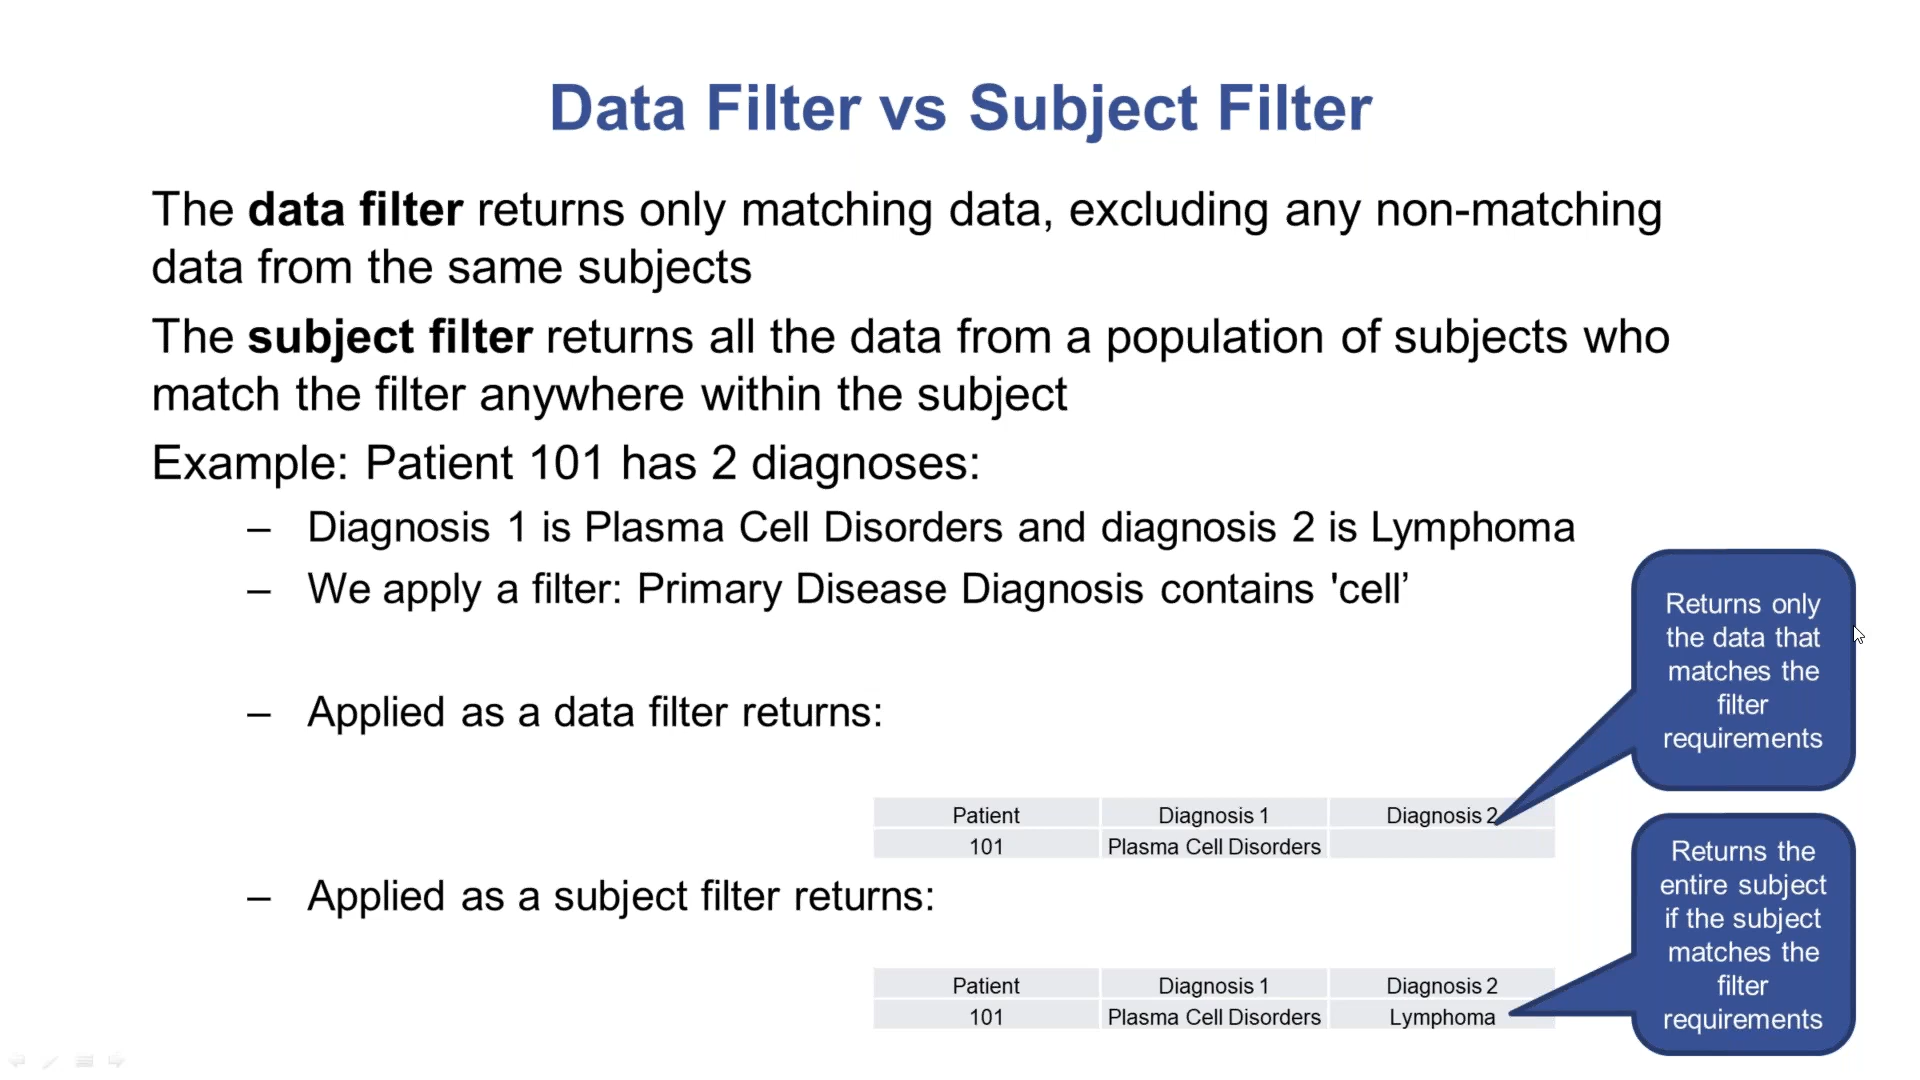 Data Filter vs Subject Filter
The data filter returns only matching data, excluding any non-matching
data from the same subjects
The subject filter returns all the data from a population of subjects who
match the filter anywhere within the subject
Example: Patient 101 has 2 diagnoses:
– Diagnosis 1 is Plasma Cell Disorders and diagnosis 2 is Lymphoma
– We apply a filter: Primary Disease Diagnosis contains 'cell’
Returns only
the data that
matches the
filter
requirements
– Applied as a data filter returns:
Patient Diagnosis 1 Diagnosis 2
101 Plasma Cell Disorders
– Applied as a subject filter returns:
Returns the
entire subject
if the subject
matches the
filter
requirements
Patient Diagnosis 1 Diagnosis 2
101 Plasma Cell Disorders Lymphoma